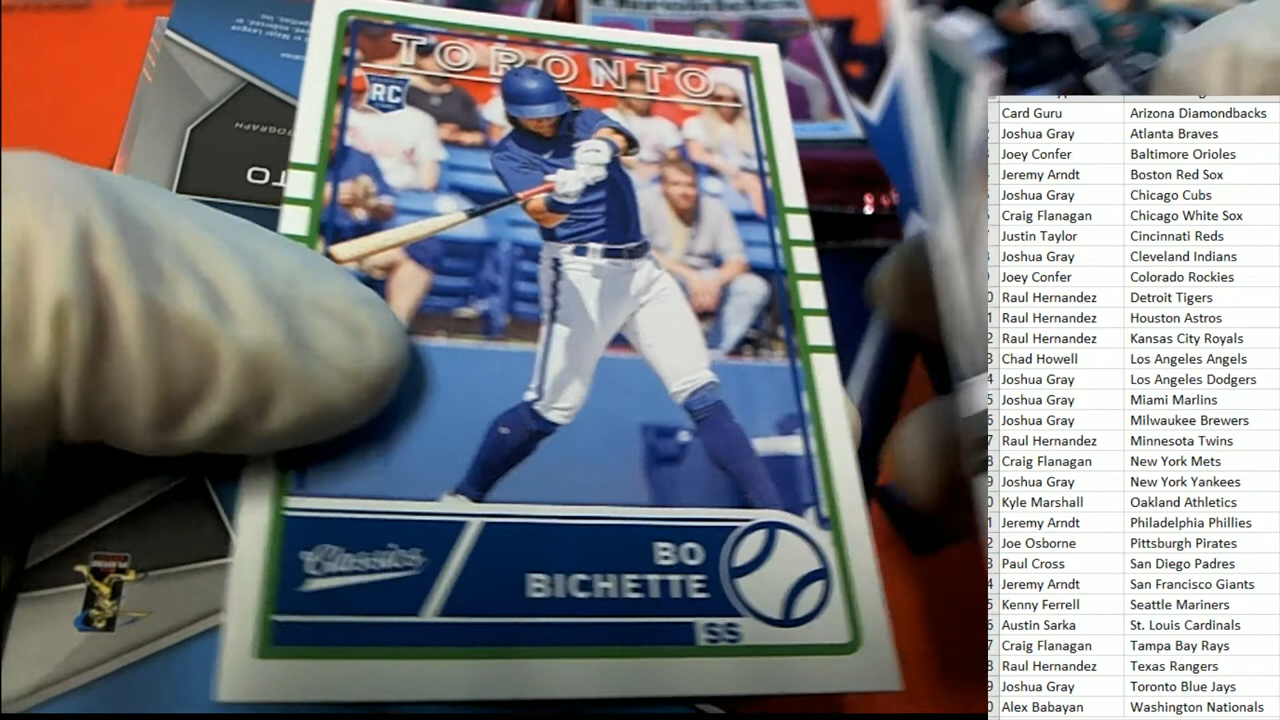 TORONTO
RC
Classics
BO
BICHETTE
SS
Chronicles
TO
Card Guru Arizona Diamondbacks
Joshua Gray Atlanta Braves
Joey Confer Baltimore Orioles
Jeremy Arndt Boston Red Sox
Joshua Gray Chicago Cubs
Craig Flanagan Chicago White Sox
Justin Taylor Cincinnati Reds
Joshua Gray Cleveland Indians
Joey Confer Colorado Rockies
Raul Hernandez Detroit Tigers
Raul Hernandez Houston Astros
Raul Hernandez Kansas City Royals
Chad Howell Los Angeles Angels
Joshua Gray Los Angeles Dodgers
Joshua Gray Miami Marlins
Joshua Gray Milwaukee Brewers
Raul Hernandez Minnesota Twins
Craig Flanagan New York Mets
Joshua Gray New York Yankees
Kyle Marshall Oakland Athletics
Jeremy Arndt Philadelphia Phillies
Joe Osborne Pittsburgh Pirates
Paul Cross San Diego Padres
Jeremy Arndt San Francisco Giants
Kenny Ferrell Seattle Mariners
Austin Sarka St. Louis Cardinals
Craig Flanagan Tampa Bay Rays
Raul Hernandez Texas Rangers
Joshua Gray Toronto Blue Jays
Alex Babayan Washington Nationals